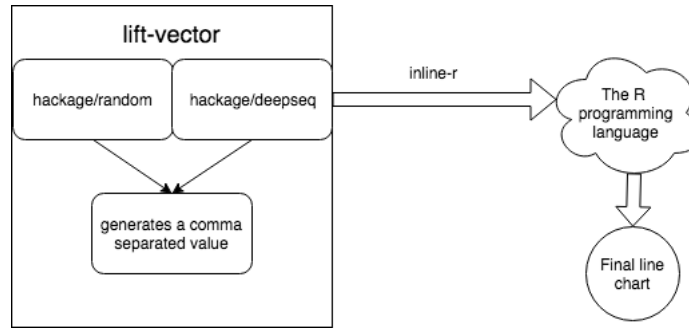 lift-vector
hackage/random
hackage/deepseq
generates a comma
separated value
inline-r
The R
programming
language
Final line
chart